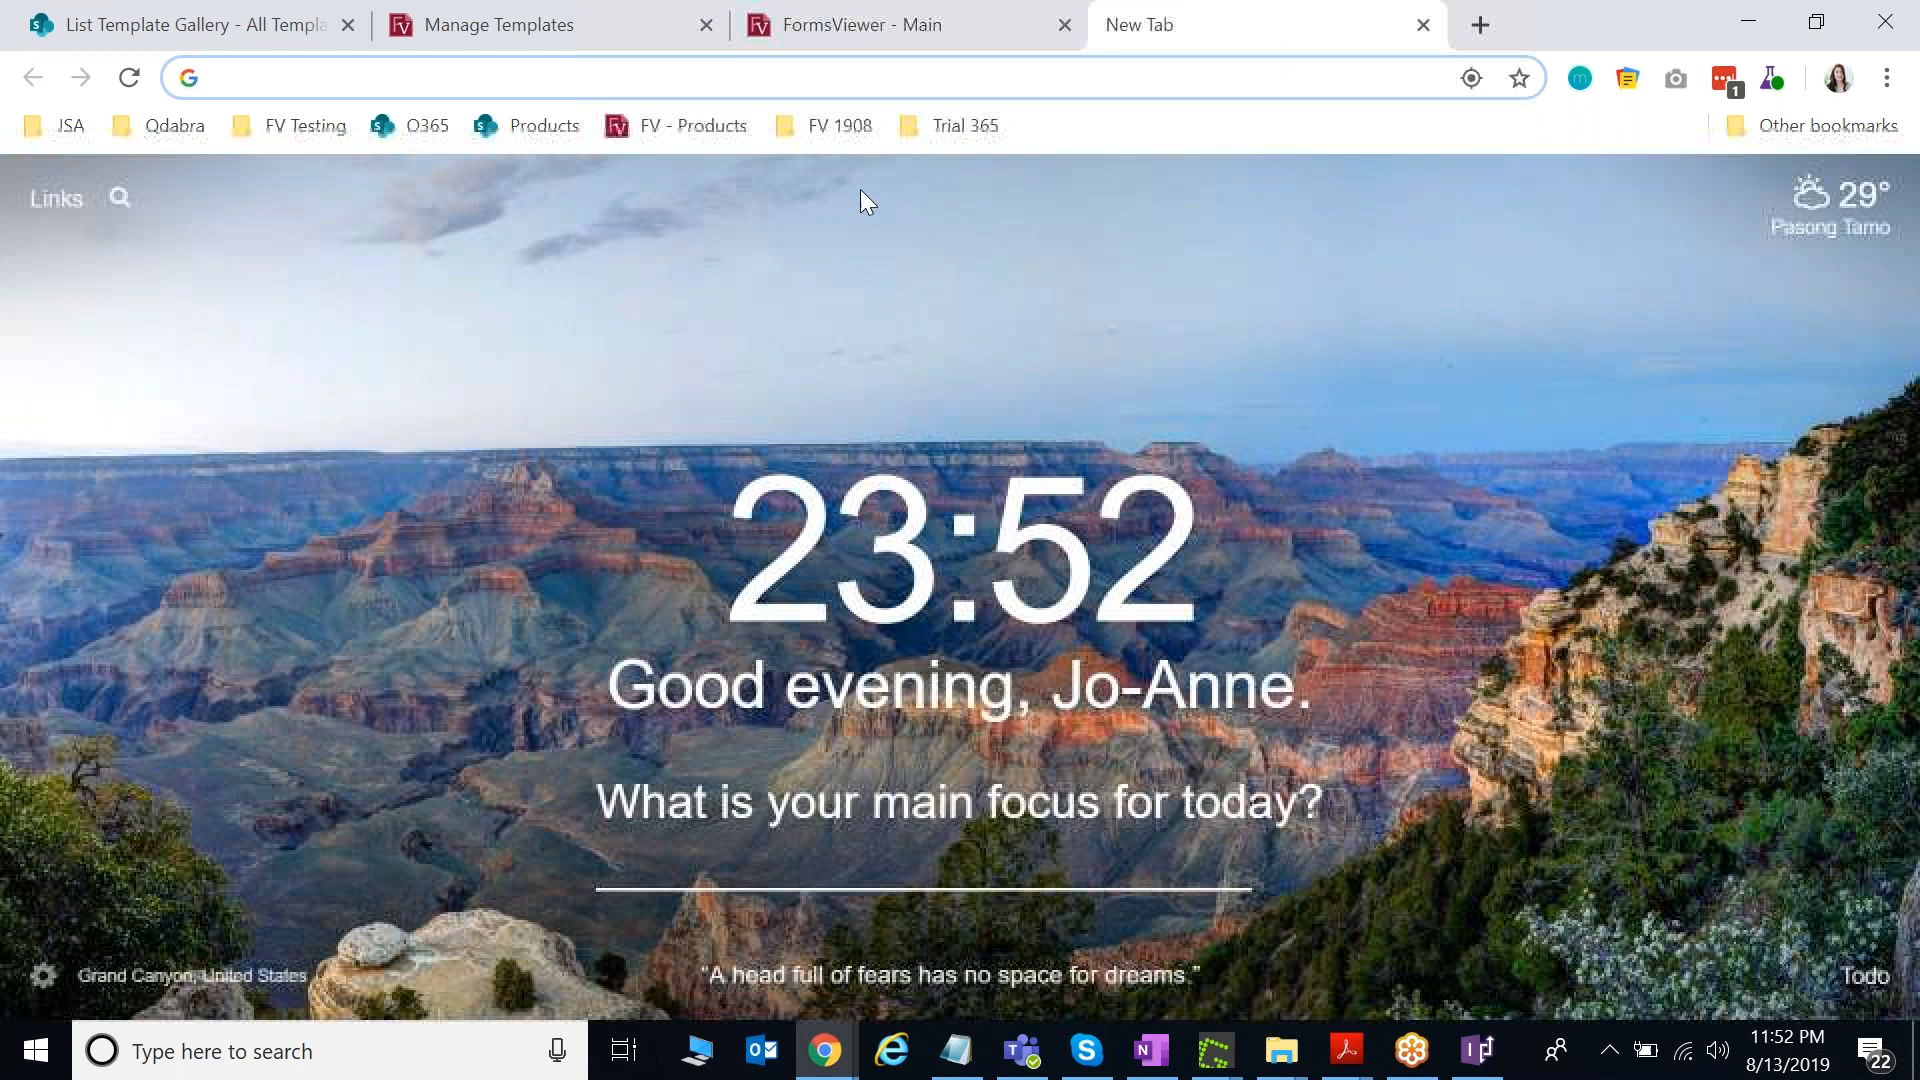 List Template Gallery - All Templa
Manage Templates
FormsViewer - Main
New Tab
1
JSA
Qdabra
FV Testing
O365
Products
FV - Products
FV 1908
Trial 365
Other bookmarks
Links
29°
Pasong Tamo
23:52
Good evening, Jo-Anne.
What is your main focus for today?
Grand Canyon, United States
“A head full of fears has no space for dreams.”
Todo
Type here to search
11:52 PM
8/13/2019
22